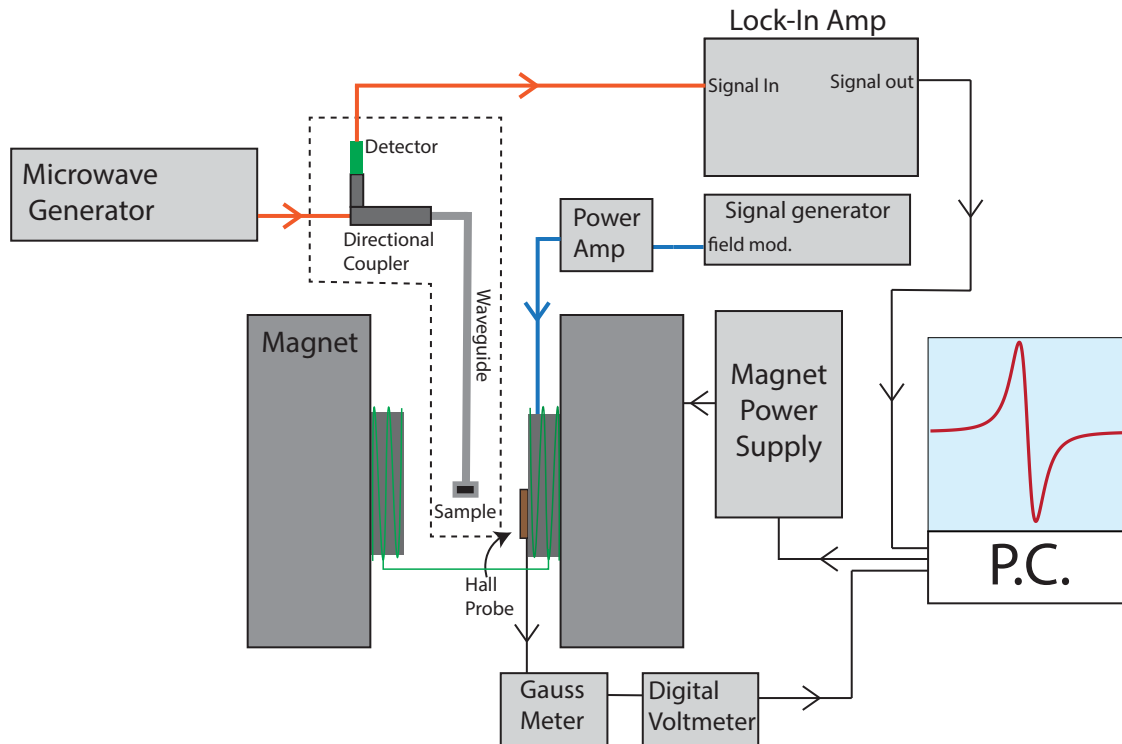 Lock-In Amp
Signal In
Signal out
Detector
Microwave
Generator
Directional
Coupler
Waveguide
Power
Amp
Signal generator
field mod.
Magnet
Magnet
Power
Supply
Sample
Hall
Probe
P.C.
Gauss
Meter
Digital
Voltmeter